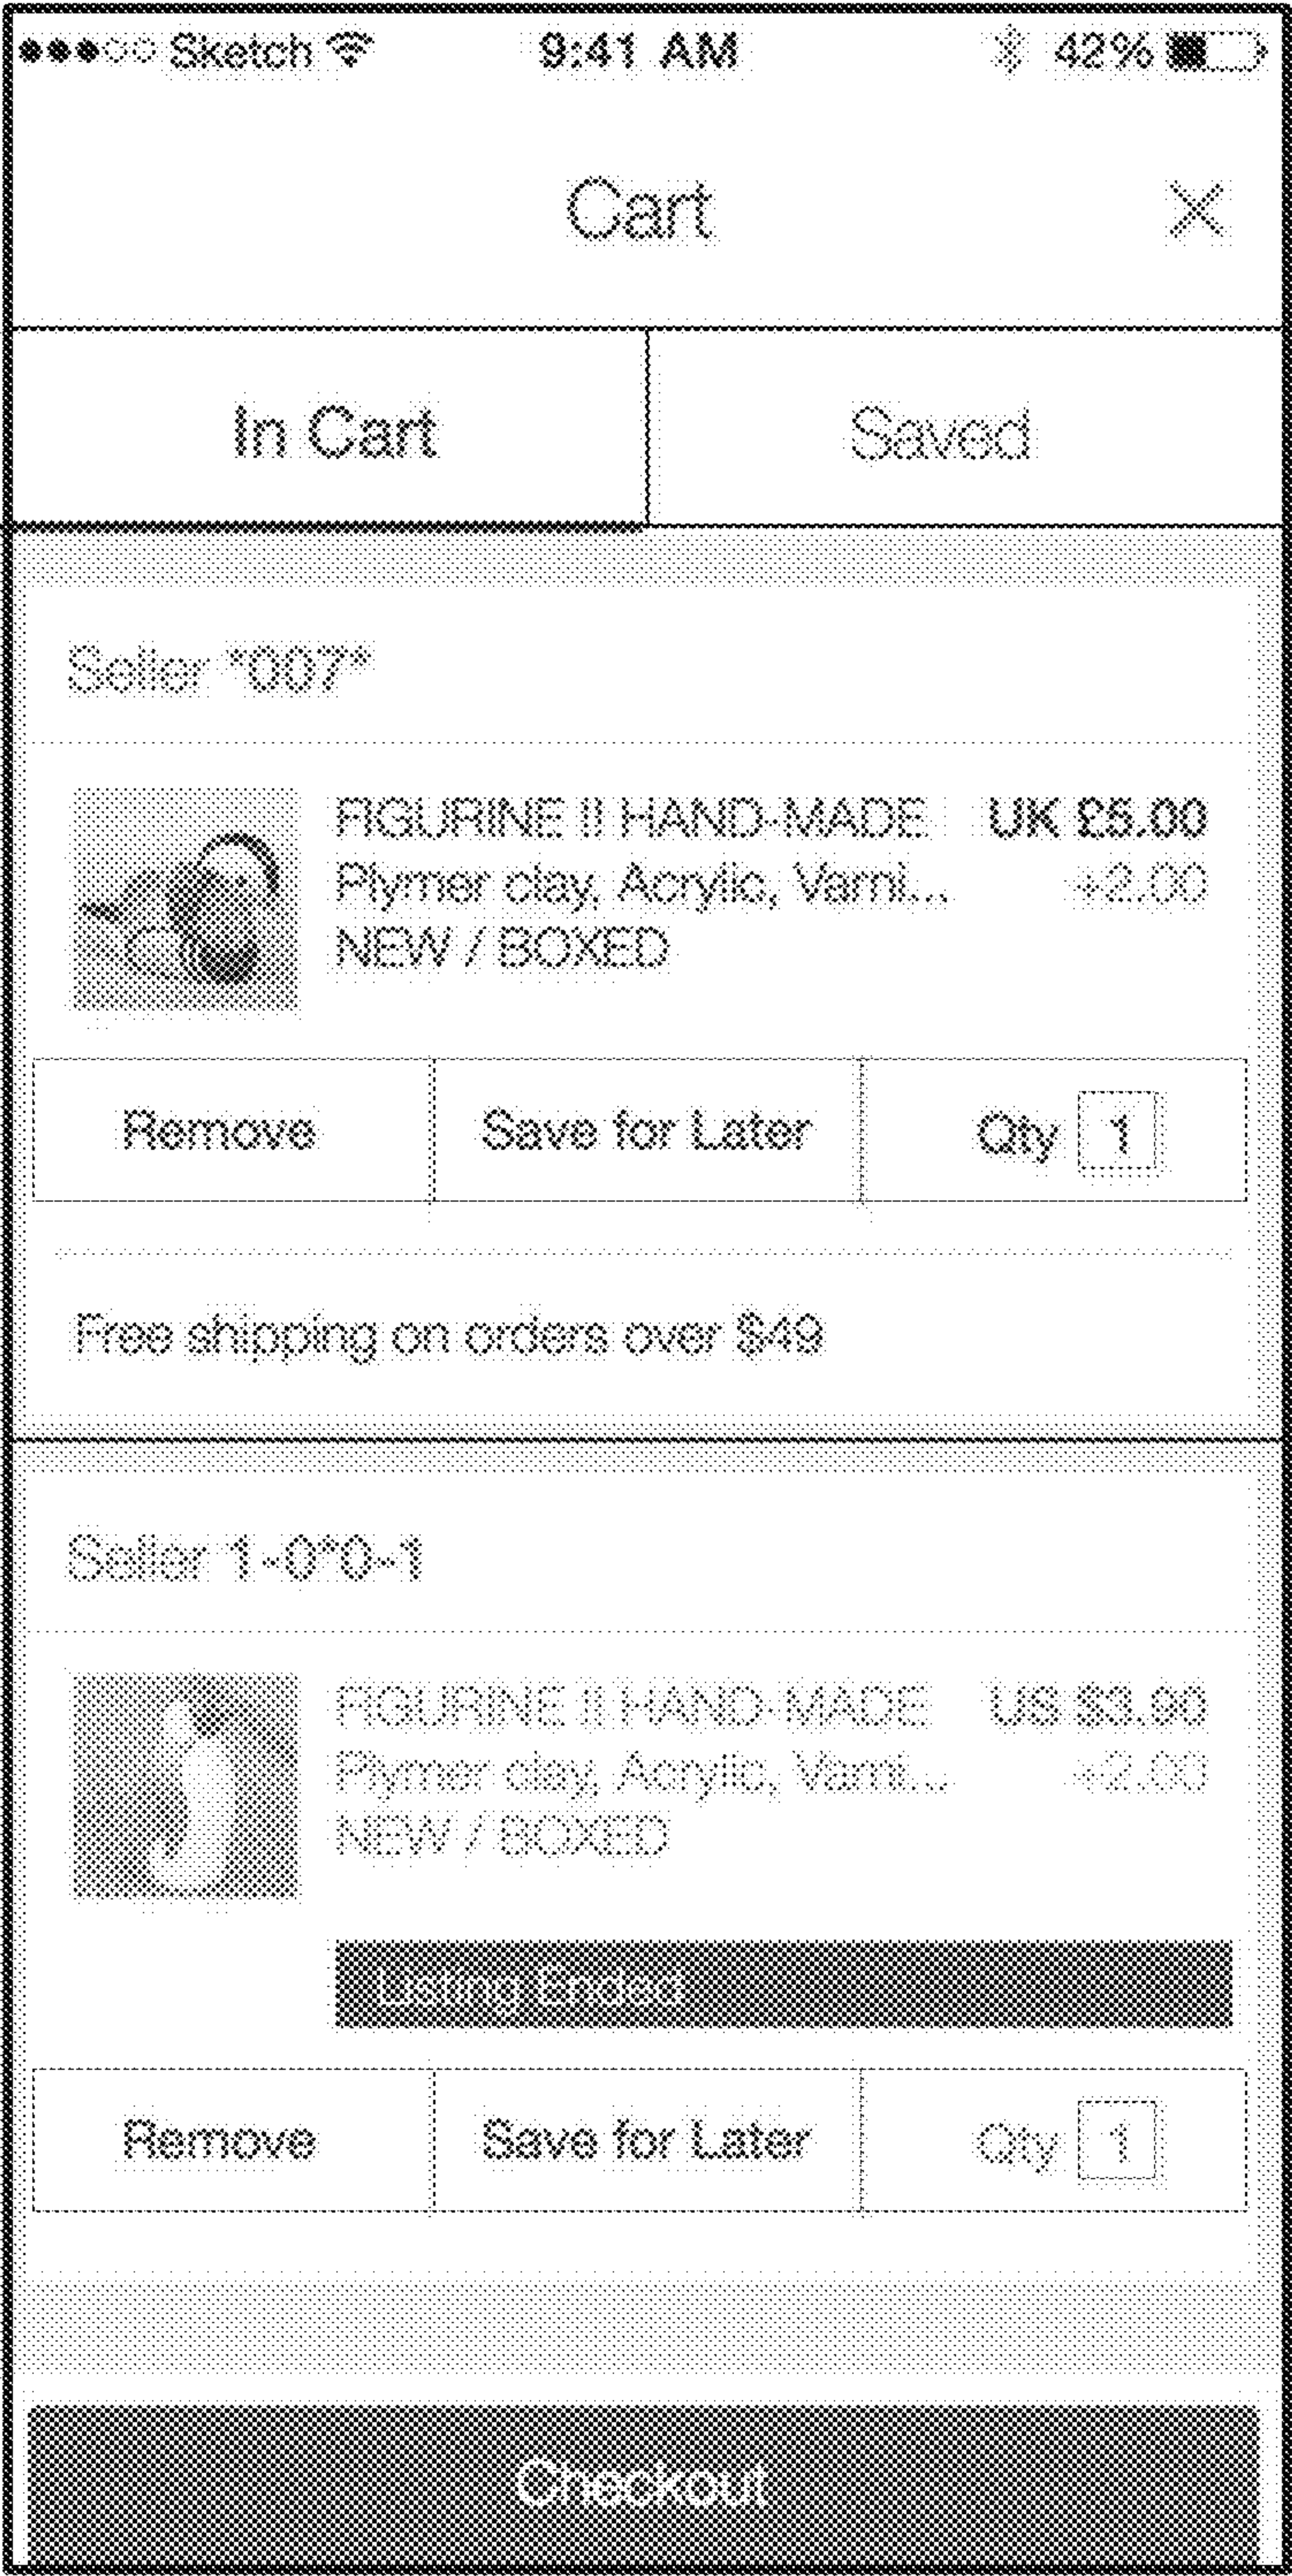 Sketch 9:41 AM 42%
Cart ×
In Cart Saved
Seller *007*
FIGURINE !! HAND-MADE UK £5.00
Plymer clay, Acrylic, Varni... +2.00
NEW / BOXED
Remove Save for Later Qty 1
Free shipping on orders over $49
Seller 1-0*0-1
FIGURINE !! HAND-MADE US $3.90
Plymer clay, Acrylic, Varni... +2.00
NEW / BOXED
Listing Ended
Remove Save for Later Qty 1
Checkout